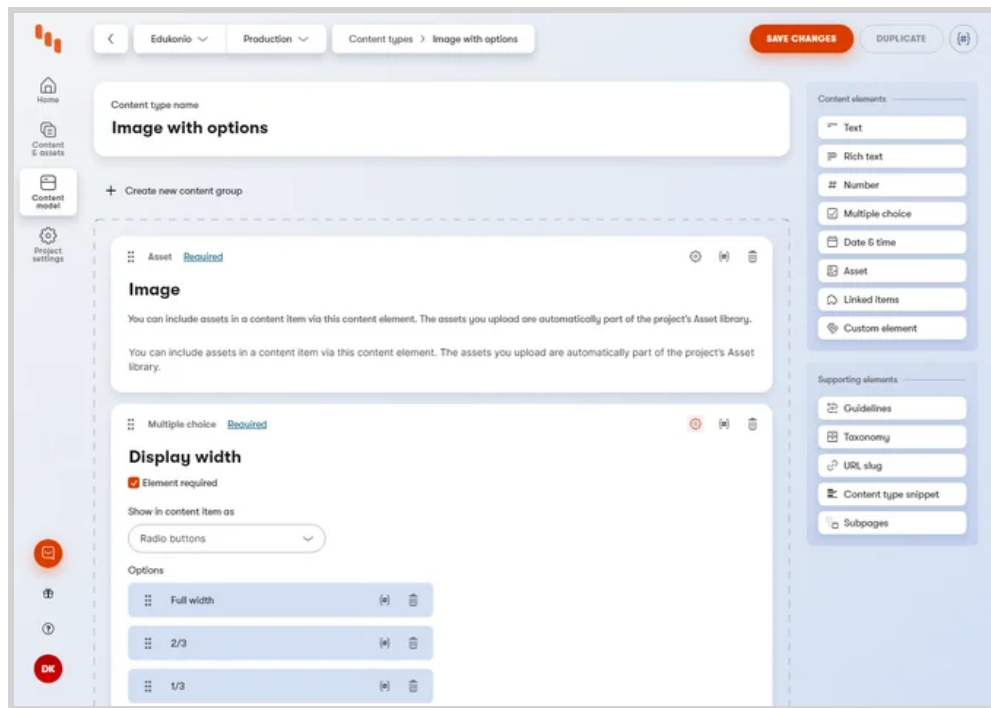 Edukonio
Production
Content types > Image with options
SAVE CHANGES
DUPLICATE
{#}
Home
Content
& assets
Content
model
Project
settings
DK
Content type name
Image with options
+ Create new content group
Asset Required
{#}
Image
You can include assets in a content item via this content element. The assets you upload are automatically part of the project's Asset library.
You can include assets in a content item via this content element. The assets you upload are automatically part of the project's Asset
library.
Multiple choice Required
{#}
Display width
Element required
Show in content item as
Radio buttons
Options
Full width {#}
2/3 {#}
1/3 {#}
Content elements
Text
Rich text
# Number
Multiple choice
Date & time
Asset
Linked items
Custom element
Supporting elements
Guidelines
Taxonomy
URL slug
Content type snippet
Subpages